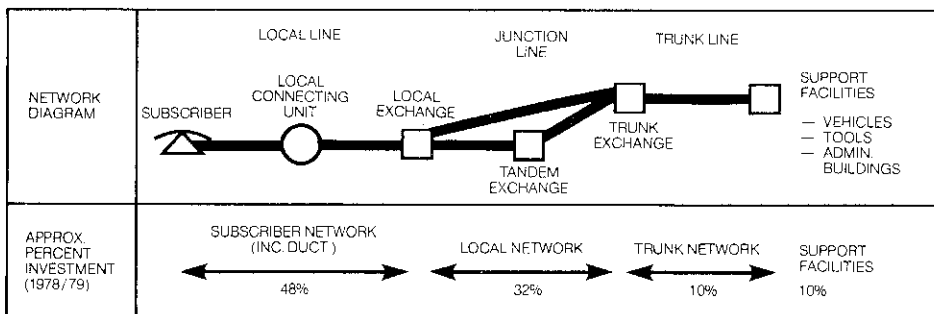 LOCAL LINE
JUNCTION
LINE
TRUNK LINE
NETWORK
DIAGRAM
SUBSCRIBER
LOCAL
CONNECTING
UNIT
LOCAL
EXCHANGE
TANDEM
EXCHANGE
TRUNK
EXCHANGE
SUPPORT
FACILITIES
— VEHICLES
— TOOLS
— ADMIN.
BUILDINGS
APPROX.
PERCENT
INVESTMENT
(1978/79)
SUBSCRIBER NETWORK
(INC. DUCT)
48%
LOCAL NETWORK
32%
TRUNK NETWORK
10%
SUPPORT
FACILITIES
10%